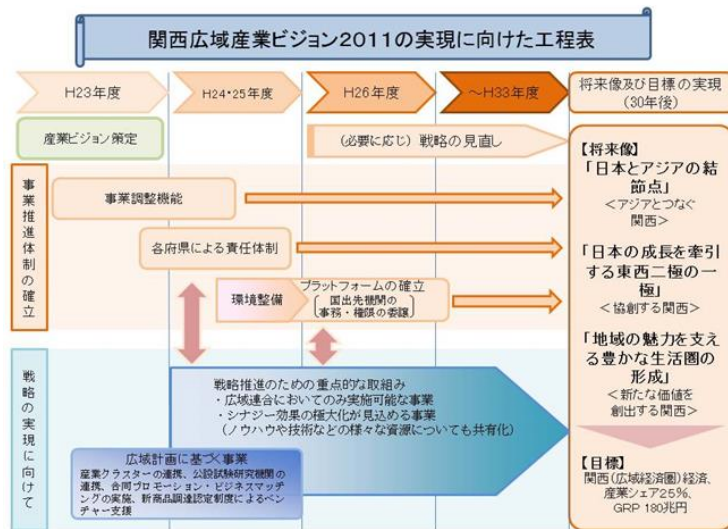 関西広域産業ビジョン2011の実現に向けた工程表
H23年度
H24・25年度
H26年度
～H33年度
将来像及び目標の実現
(30年後)
産業ビジョン策定
(必要に応じ) 戦略の見直し
事業推進体制の確立
事業調整機能
各府県による責任体制
環境整備
プラットフォームの確立
国出先機関の
事務・権限の委譲
戦略の実現に向けて
戦略推進のための重点的な取組み
・広域連合においてのみ実施可能な事業
・シナジー効果の極大化が見込める事業
(ノウハウや技術などの様々な資源についても共有化)
広域計画に基づく事業
産業クラスターの連携、公設試験研究機関の
連携、合同プロモーション・ビジネスマッチ
ングの実施、新商品調達認定制度によるベン
チャー支援
【将来像】
「日本とアジアの結
節点」
＜アジアとつなぐ
関西＞
「日本の成長を牽引
する東西二極の一
極」
＜協創する関西＞
「地域の魅力を支え
る豊かな生活圏の
形成」
＜新たな価値を
創出する関西＞
【目標】
関西(広域経済圏)経済、
産業シェア25％、
GRP 180兆円